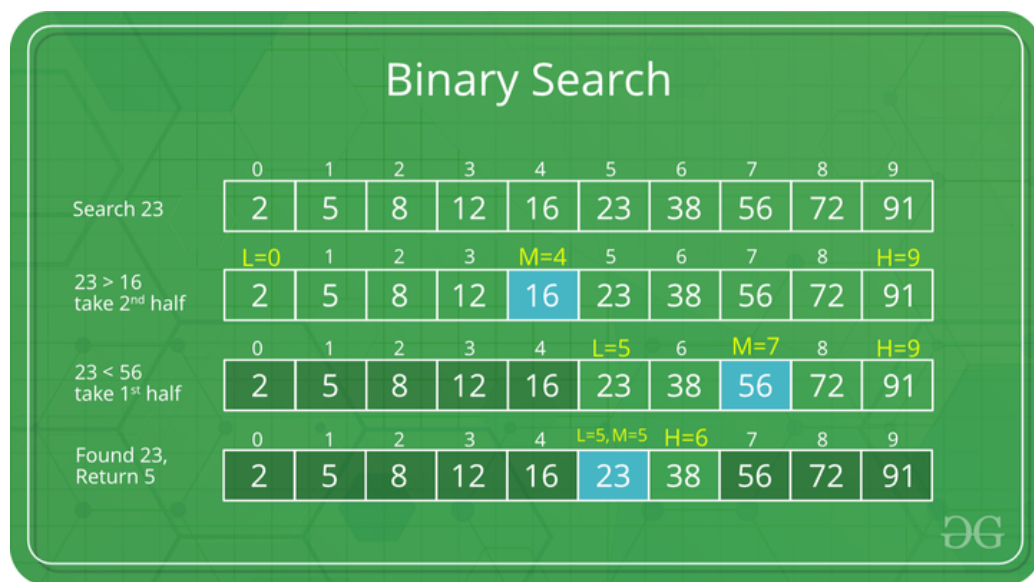 Binary Search
0 1 2 3 4 5 6 7 8 9
Search 23
2 5 8 12 16 23 38 56 72 91
L=0 1 2 3 M=4 5 6 7 8 H=9
23 > 16
take 2nd half
2 5 8 12 16 23 38 56 72 91
0 1 2 3 4 L=5 6 M=7 8 H=9
23 < 56
take 1st half
2 5 8 12 16 23 38 56 72 91
0 1 2 3 4 L=5, M=5 H=6 7 8 9
Found 23,
Return 5
2 5 8 12 16 23 38 56 72 91
GG